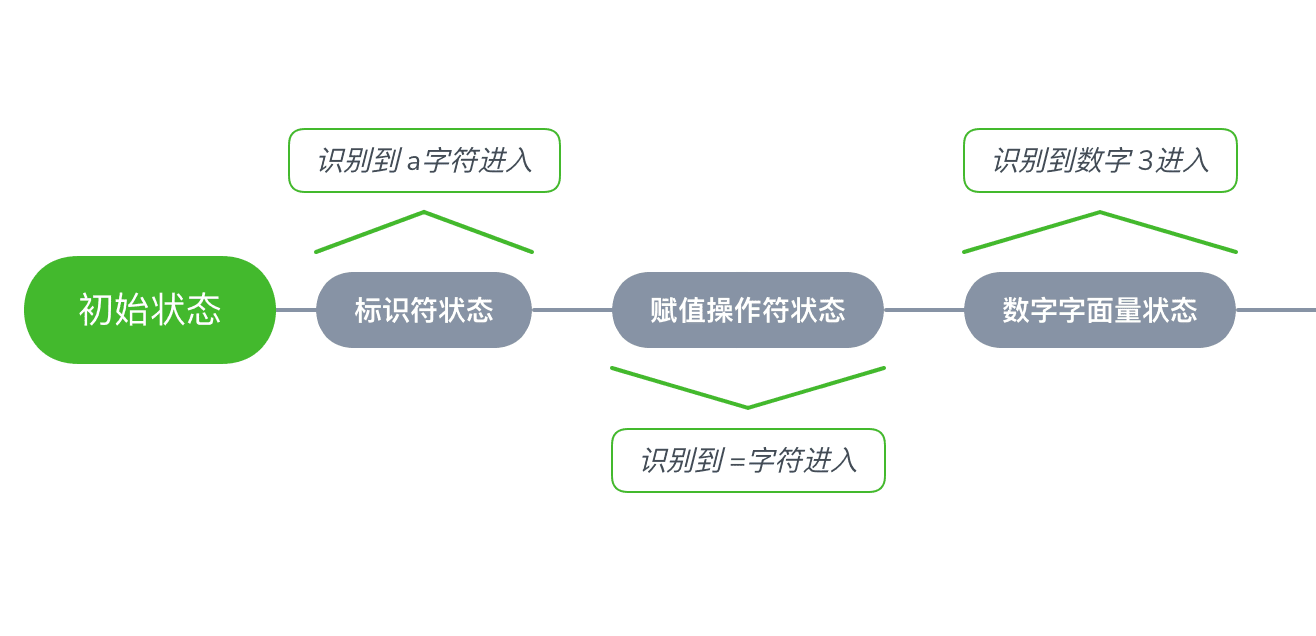 识别到 a字符进入
识别到数字 3进入
初始状态
标识符状态
赋值操作符状态
数字字面量状态
识别到 =字符进入